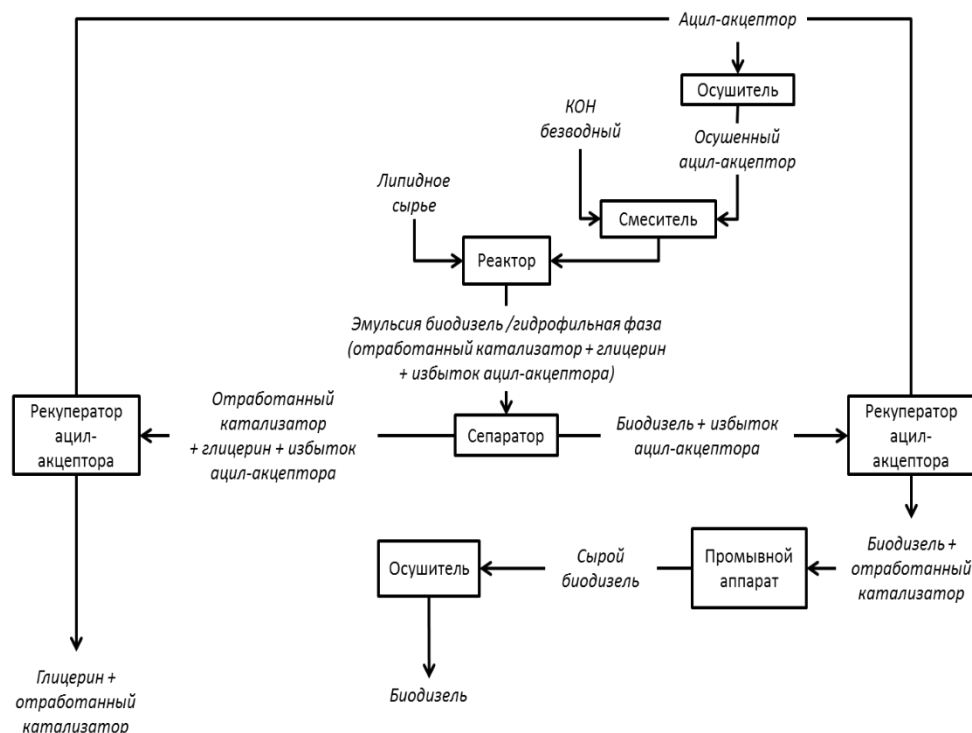 Ацил-акцептор
Осушитель
КОН
безводный
Осушенный
ацил-акцептор
Липидное
сырье
Смеситель
Реактор
Эмульсия биодизель /гидрофильная фаза
(отработанный катализатор + глицерин
+ избыток ацил-акцептора)
Рекуператор
ацил-
акцептора
Отработанный
катализатор
+ глицерин + избыток
ацил-акцептора
Сепаратор
Биодизель + избыток
ацил-акцептора
Рекуператор
ацил-
акцептора
Осушитель
Сырой
биодизель
Промывной
аппарат
Биодизель +
отработанный
катализатор
Глицерин +
отработанный
катализатор
Биодизель